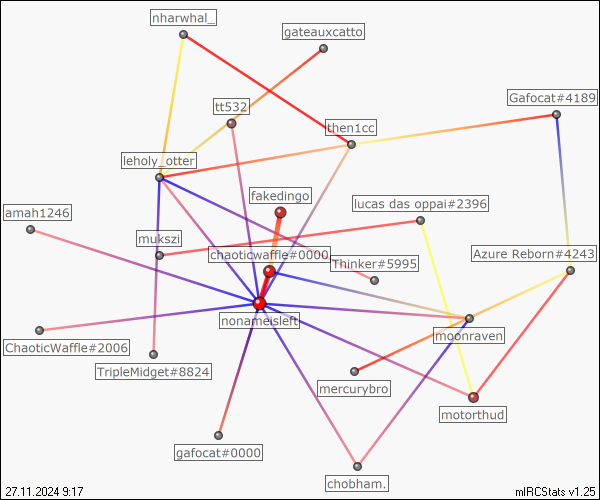 nharwhal_
gateauxcatto
Gafocat#4189
tt532
then1cc
leholy_otter
fakedingo
lucas das oppai#2396
amah1246
mukszi
chaoticwaffle#0000
Thinker#5995
Azure Reborn#4243
nonameisleft
moonraven
ChaoticWaffle#2006
TripleMidget#8824
mercurybro
motorthud
gafocat#0000
chobham.
27.11.2024 9:17
mIRCStats v1.25